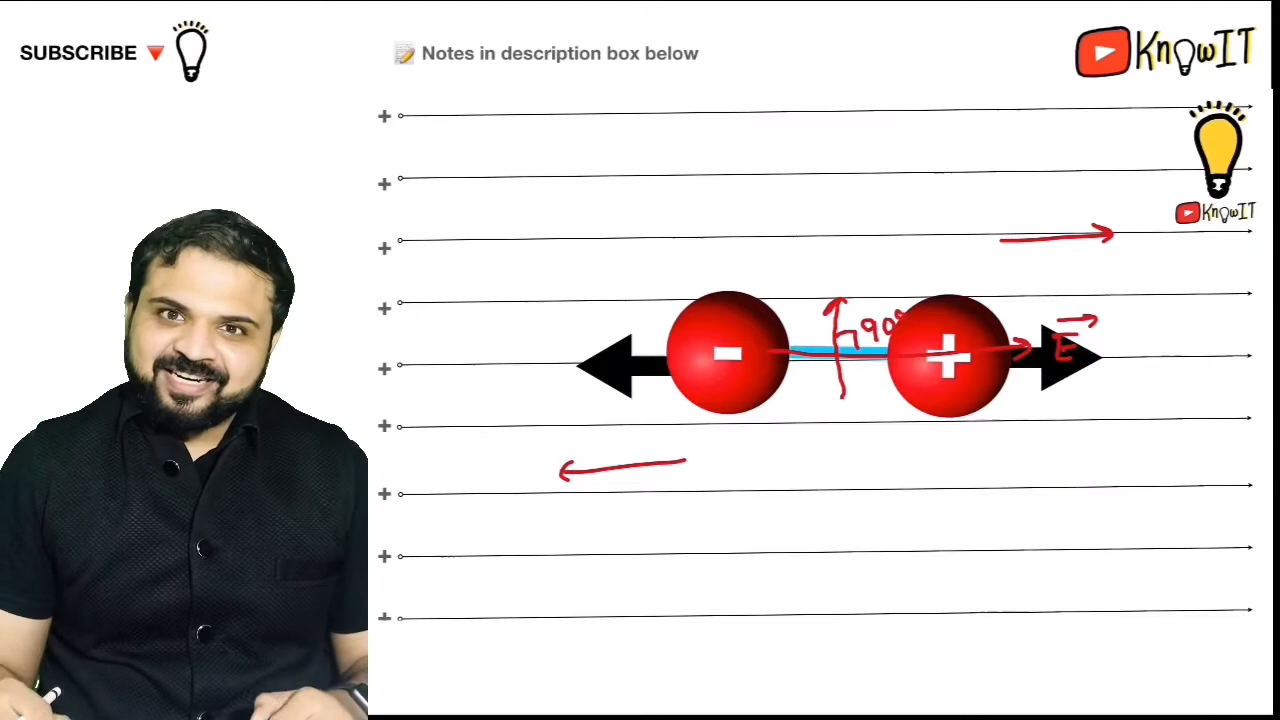 SUBSCRIBE
Notes in description box below
KnowIT
KnowIT
90°
E
-
+
+
+
+
+
+
+
+
+
+